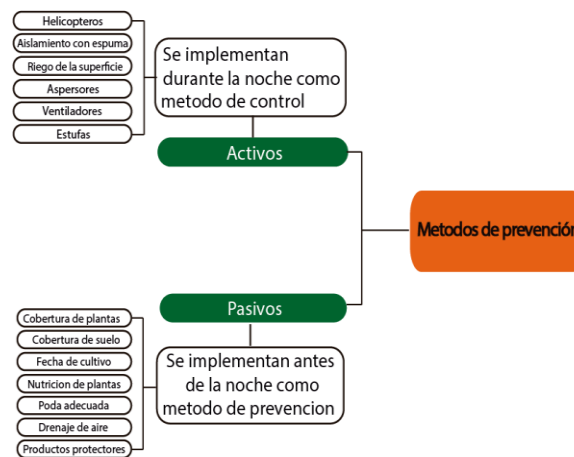 Helicopteros
Aislamiento con espuma
Riego de la superficie
Aspersores
Ventiladores
Estufas
Se implementan
durante la noche como
metodo de control
Activos
Metodos de prevención
Pasivos
Se implementan antes
de la noche como
metodo de prevencion
Cobertura de plantas
Cobertura de suelo
Fecha de cultivo
Nutricion de plantas
Poda adecuada
Drenaje de aire
Productos protectores